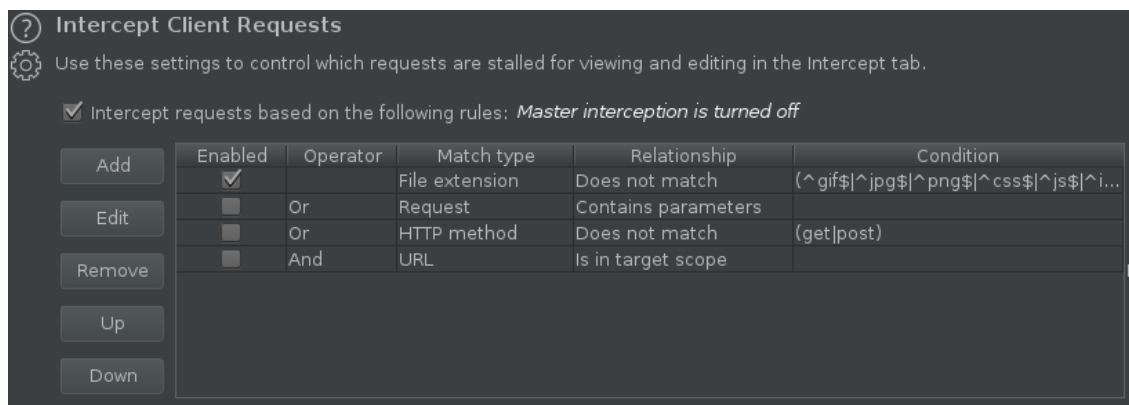 Intercept Client Requests
Use these settings to control which requests are stalled for viewing and editing in the Intercept tab.
Intercept requests based on the following rules: Master interception is turned off
Add
Edit
Remove
Up
Down
Enabled Operator Match type Relationship Condition
File extension Does not match (^gif$|^jpg$|^png$|^css$|^js$|^i...
Or Request Contains parameters
Or HTTP method Does not match (get|post)
And URL Is in target scope